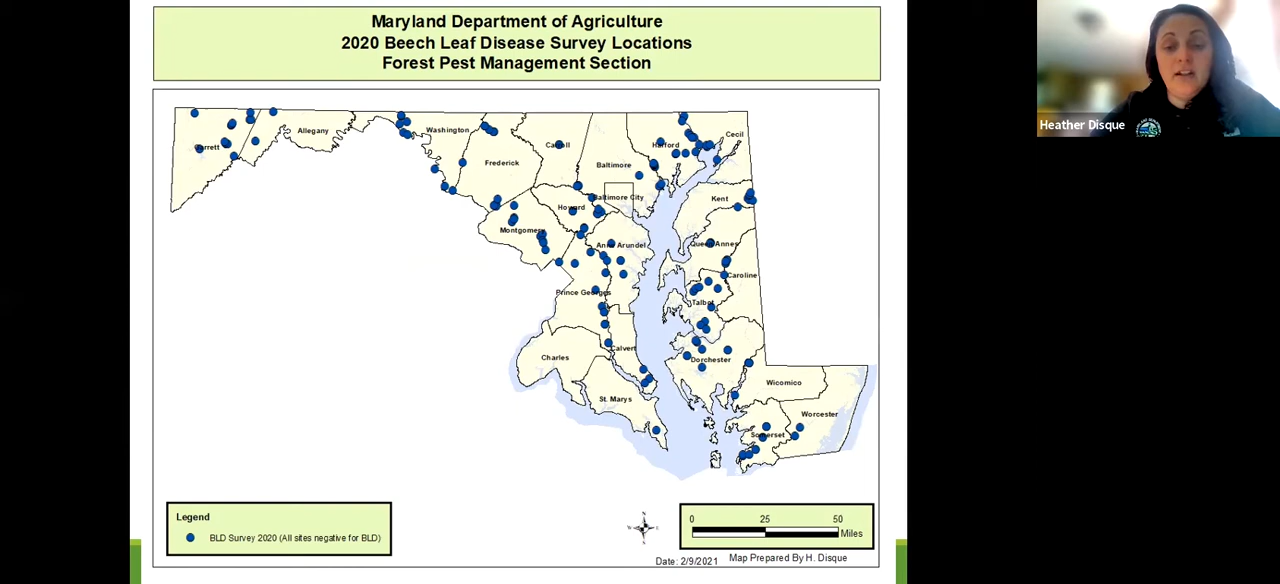 Maryland Department of Agriculture
2020 Beech Leaf Disease Survey Locations
Forest Pest Management Section
Heather Disque
Garrett
Allegany
Washington
Frederick
Carroll
Baltimore
Harford
Cecil
Baltimore City
Howard
Kent
Montgomery
Anne Arundel
Queen Annes
Caroline
Prince Georges
Talbot
Calvert
Charles
Dorchester
St. Marys
Wicomico
Worcester
Somerset
Legend
BLD Survey 2020 (All sites negative for BLD)
N
W
E
S
0 25 50
Miles
Date: 2/9/2021
Map Prepared By H. Disque